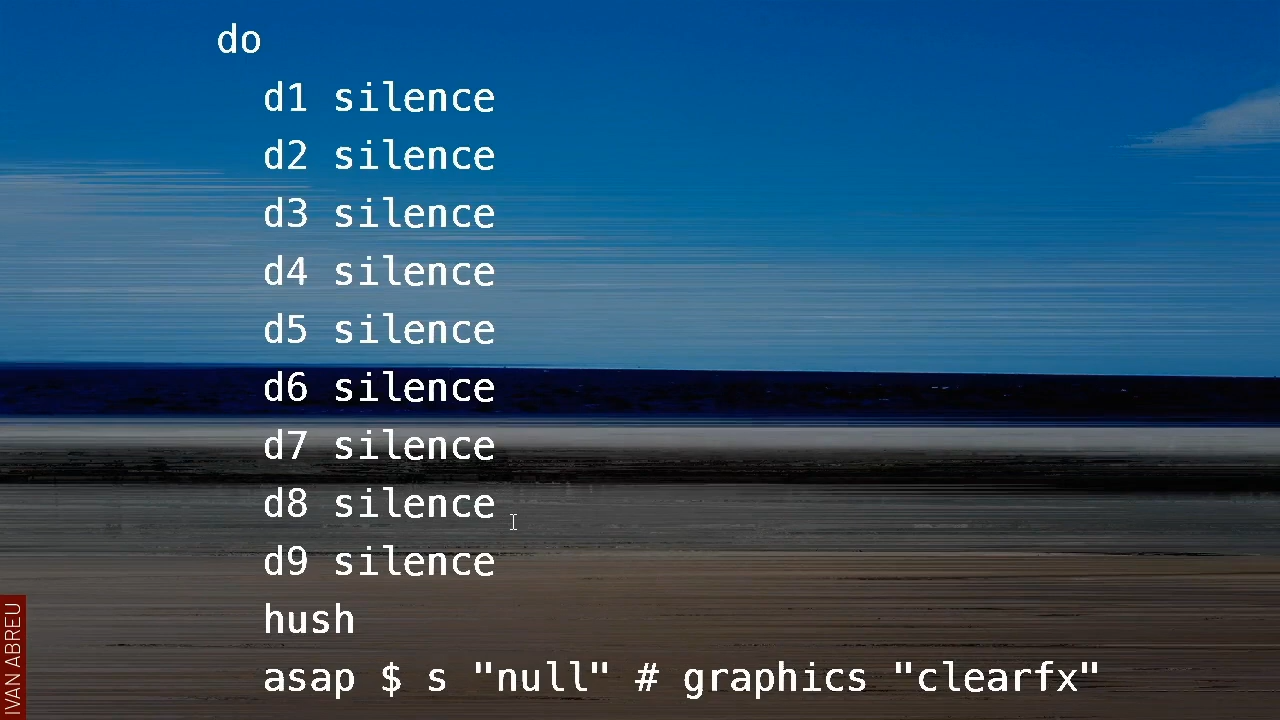 do
d1 silence
d2 silence
d3 silence
d4 silence
d5 silence
d6 silence
d7 silence
d8 silence
d9 silence
hush
asap $ s "null" # graphics "clearfx"
IVAN ABREU